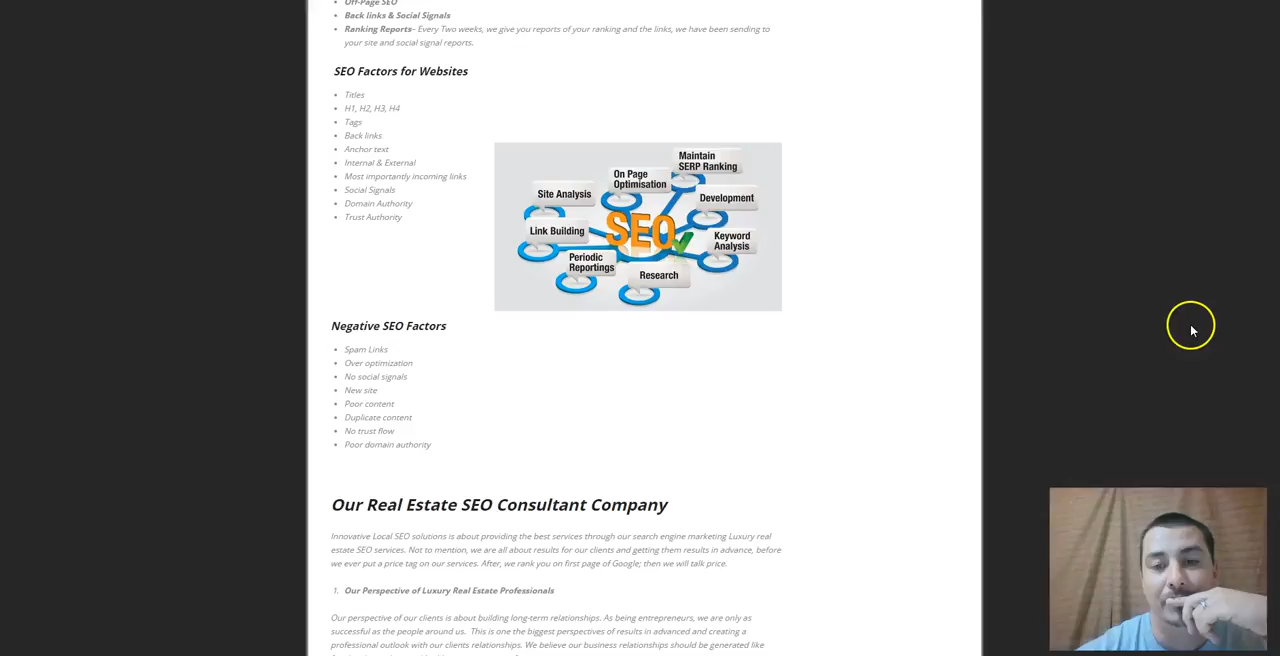 Off-Page SEO
Back links & Social Signals
Ranking Reports– Every Two weeks, we give you reports of your ranking and the links, we have been sending to
your site and social signal reports.
SEO Factors for Websites
Titles
H1, H2, H3, H4
Tags
Back links
Anchor text
Internal & External
Most importantly incoming links
Social Signals
Domain Authority
Trust Authority
Maintain
SERP Ranking
On Page
Optimisation
Site Analysis
Development
Link Building
SEO
Keyword
Analysis
Periodic
Reportings
Research
Negative SEO Factors
Spam Links
Over optimization
No social signals
New site
Poor content
Duplicate content
No trust flow
Poor domain authority
Our Real Estate SEO Consultant Company
Innovative Local SEO solutions is about providing the best services through our search engine marketing Luxury real
estate SEO services. Not to mention, we are all about results for our clients and getting them results in advance, before
we ever put a price tag on our services. After, we rank you on first page of Google; then we will talk price.
1. Our Perspective of Luxury Real Estate Professionals
Our perspective of our clients is about building long-term relationships. As being entrepreneurs, we are only as
successful as the people around us. This is one the biggest perspectives of results in advanced and creating a
professional outlook with our clients relationships. We believe our business relationships should be generated like